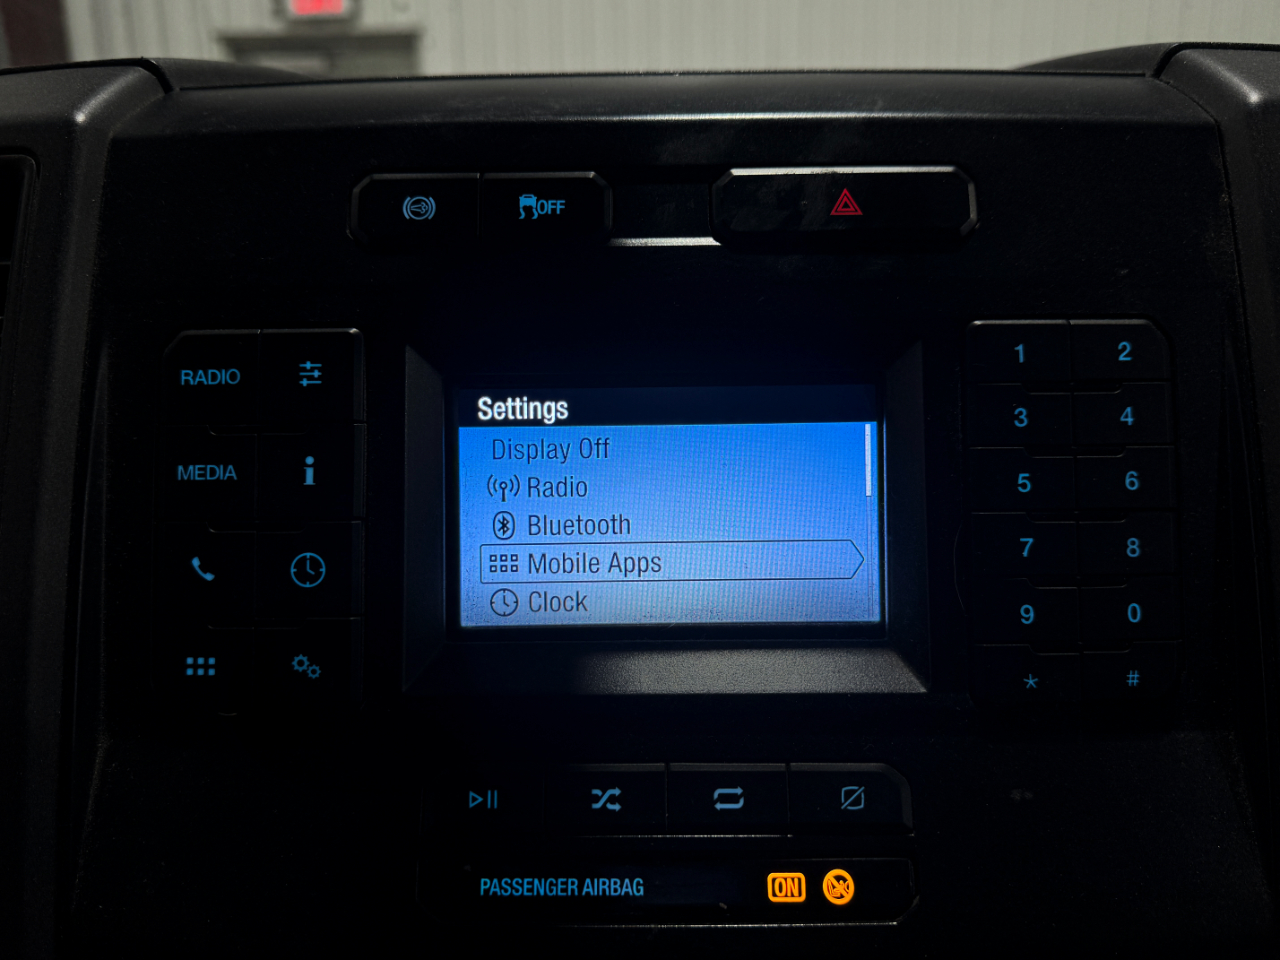 OFF
RADIO
MEDIA
Settings
Display Off
Radio
Bluetooth
Mobile Apps
Clock
1 2
3 4
5 6
7 8
9 0
* #
PASSENGER AIRBAG ON